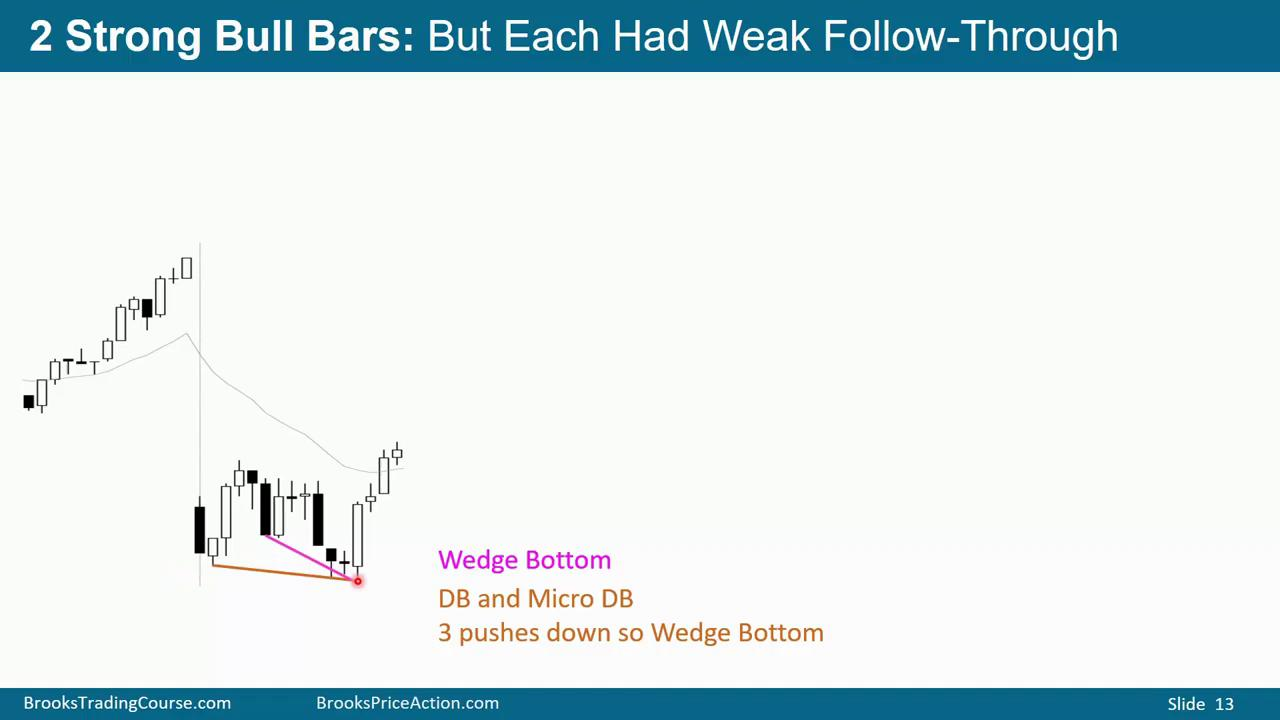 2 Strong Bull Bars: But Each Had Weak Follow-Through
Wedge Bottom
DB and Micro DB
3 pushes down so Wedge Bottom
BrooksTradingCourse.com
BrooksPriceAction.com
Slide 13